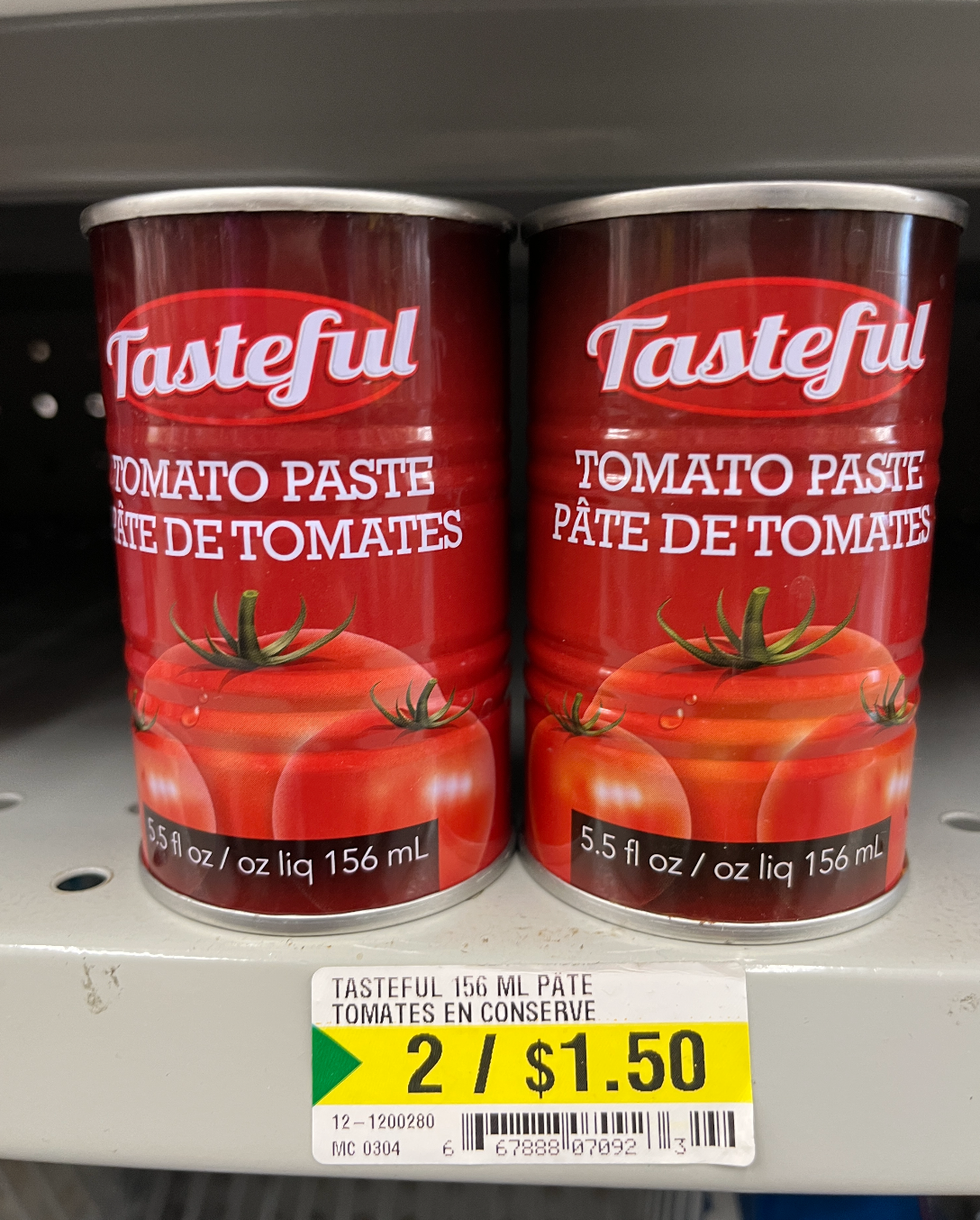 Tasteful
TOMATO PASTE
PÂTE DE TOMATES
5.5 fl oz / oz liq 156 mL
Tasteful
TOMATO PASTE
PÂTE DE TOMATES
5.5 fl oz / oz liq 156 mL
TASTEFUL 156 ML PÂTE
TOMATES EN CONSERVE
2 / $1.50
12-1200280
MC 0304
6 67888 07092 3